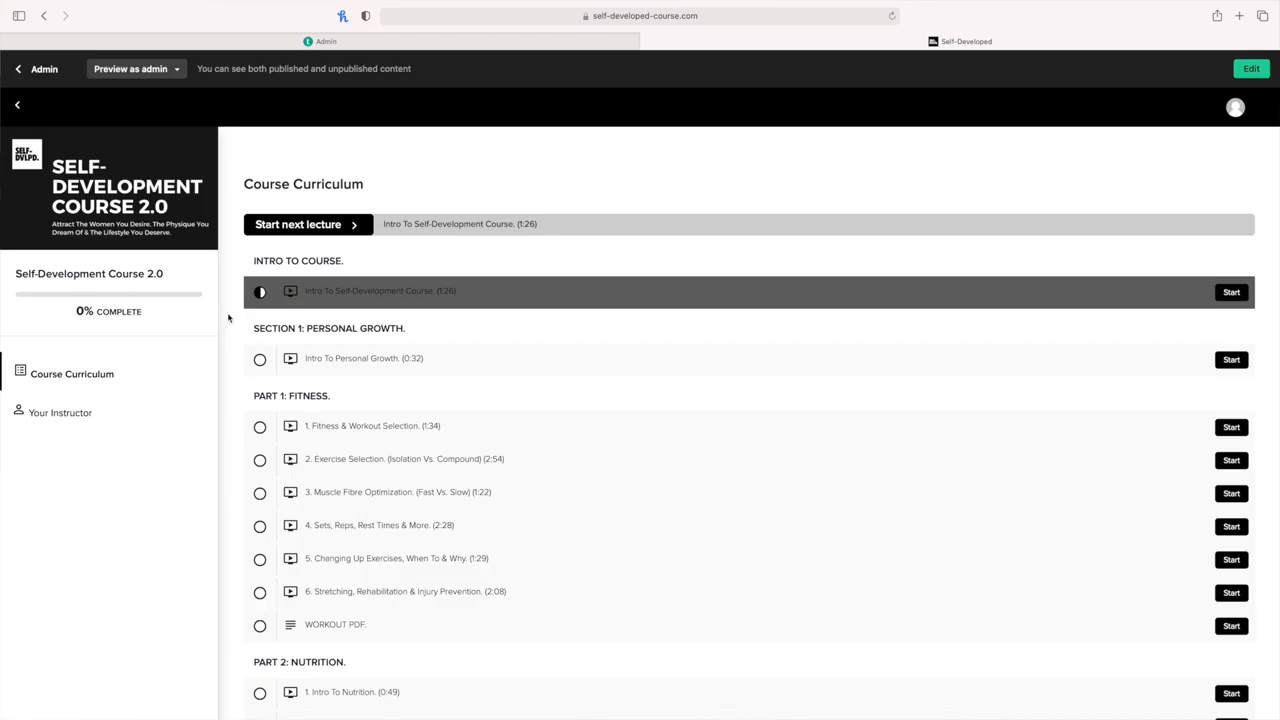 self-developed-course.com
Admin
Self-Developed
Admin
Preview as admin
You can see both published and unpublished content
Edit
SELF-
DVLPD.
SELF-
DEVELOPMENT
COURSE 2.0
Attract The Women You Desire, The Physique You
Dream Of & The Lifestyle You Deserve.
Self-Development Course 2.0
0% COMPLETE
Course Curriculum
Your Instructor
Course Curriculum
Start next lecture
Intro To Self-Development Course. (1:26)
INTRO TO COURSE.
Intro To Self-Development Course. (1:26)
Start
SECTION 1: PERSONAL GROWTH.
Intro To Personal Growth. (0:32)
Start
PART 1: FITNESS.
1. Fitness & Workout Selection. (1:34)
Start
2. Exercise Selection. (Isolation Vs. Compound) (2:54)
Start
3. Muscle Fibre Optimization. (Fast Vs. Slow) (1:22)
Start
4. Sets, Reps, Rest Times & More. (2:28)
Start
5. Changing Up Exercises, When To & Why. (1:29)
Start
6. Stretching, Rehabilitation & Injury Prevention. (2:08)
Start
WORKOUT PDF.
Start
PART 2: NUTRITION.
1. Intro To Nutrition. (0:49)
Start